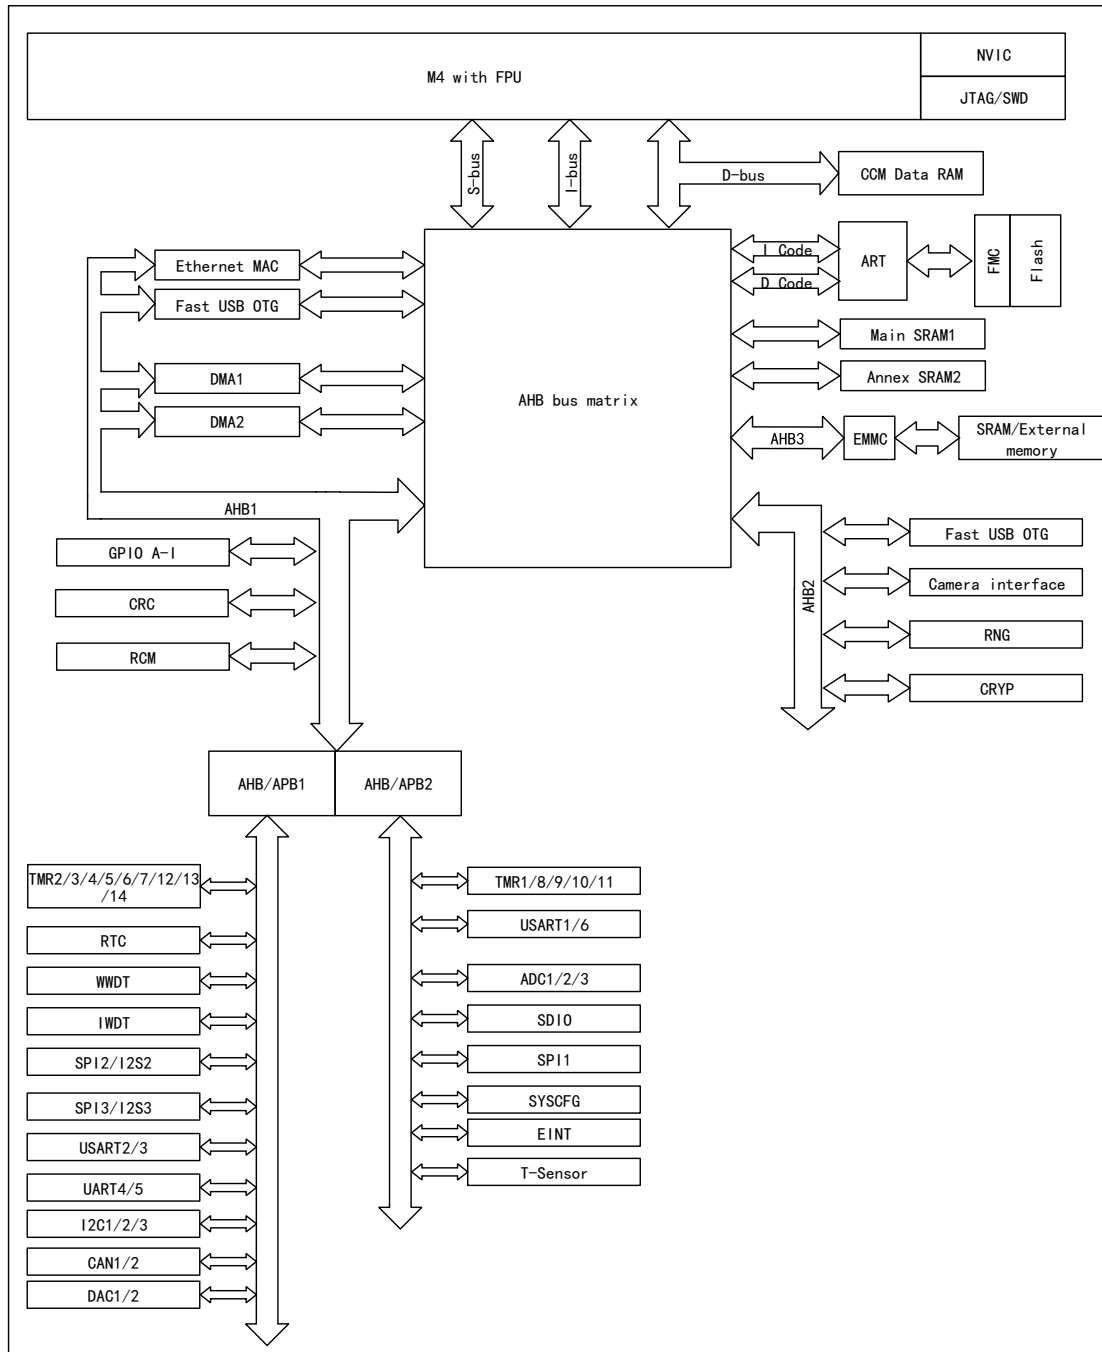 M4 with FPU
NVIC
JTAG/SWD
S-bus
I-bus
D-bus
CCM Data RAM
Ethernet MAC
Fast USB OTG
DMA1
DMA2
AHB bus matrix
I Code
D Code
ART
FMC
Flash
Main SRAM1
Annex SRAM2
AHB3
EMMC
SRAM/External
memory
AHB1
GPIO A-I
CRC
RCM
AHB2
Fast USB OTG
Camera interface
RNG
CRYP
AHB/APB1
AHB/APB2
TMR2/3/4/5/6/7/12/13
/14
RTC
WWDT
IWDT
SPI2/I2S2
SPI3/I2S3
USART2/3
UART4/5
I2C1/2/3
CAN1/2
DAC1/2
TMR1/8/9/10/11
USART1/6
ADC1/2/3
SDIO
SPI1
SYSCFG
EINT
T-Sensor